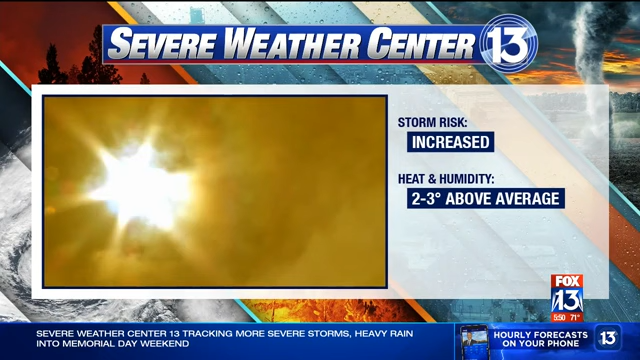 SEVERE WEATHER CENTER 13
STORM RISK:
INCREASED
HEAT & HUMIDITY:
2-3° ABOVE AVERAGE
FOX
13
5:50 71°
SEVERE WEATHER CENTER 13 TRACKING MORE SEVERE STORMS, HEAVY RAIN
INTO MEMORIAL DAY WEEKEND
HOURLY FORECASTS
ON YOUR PHONE
13